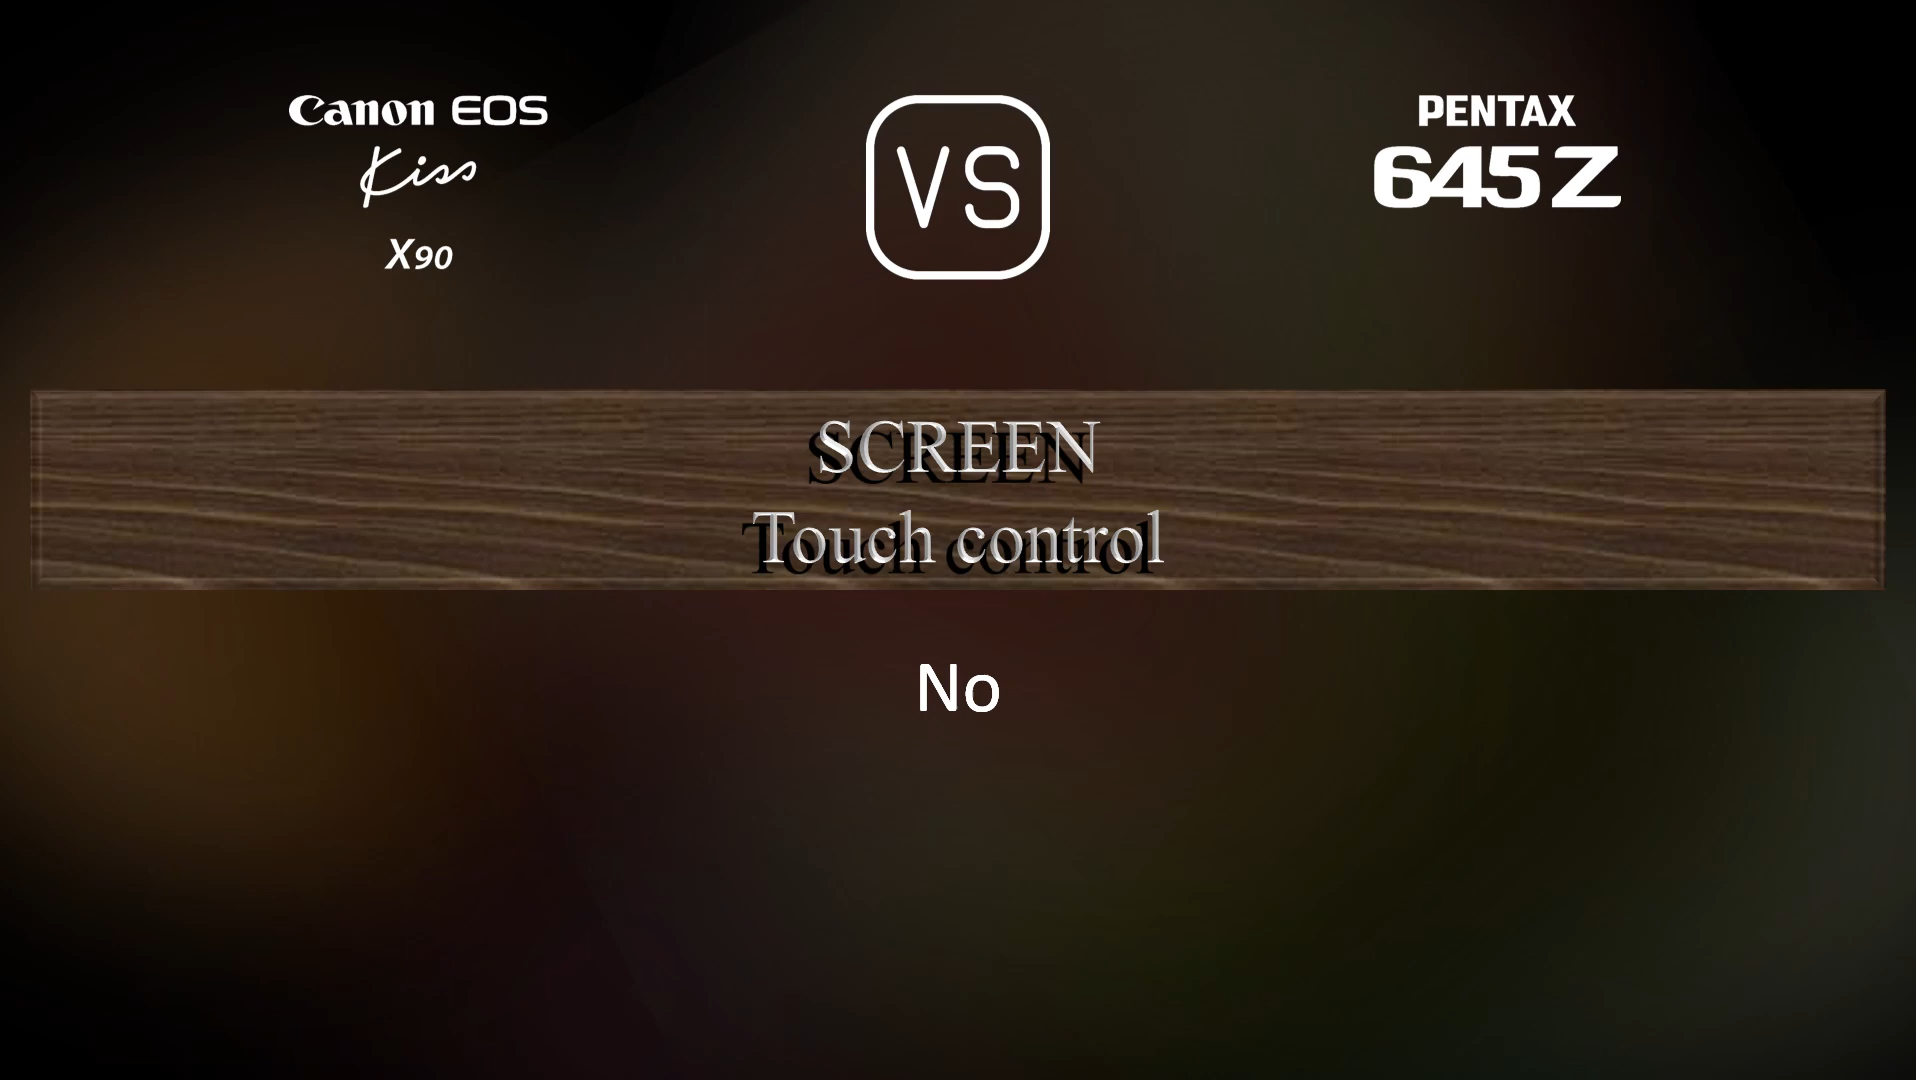 Canon EOS
Kiss
X90
VS
PENTAX
645Z
SCREEN
Touch control
No